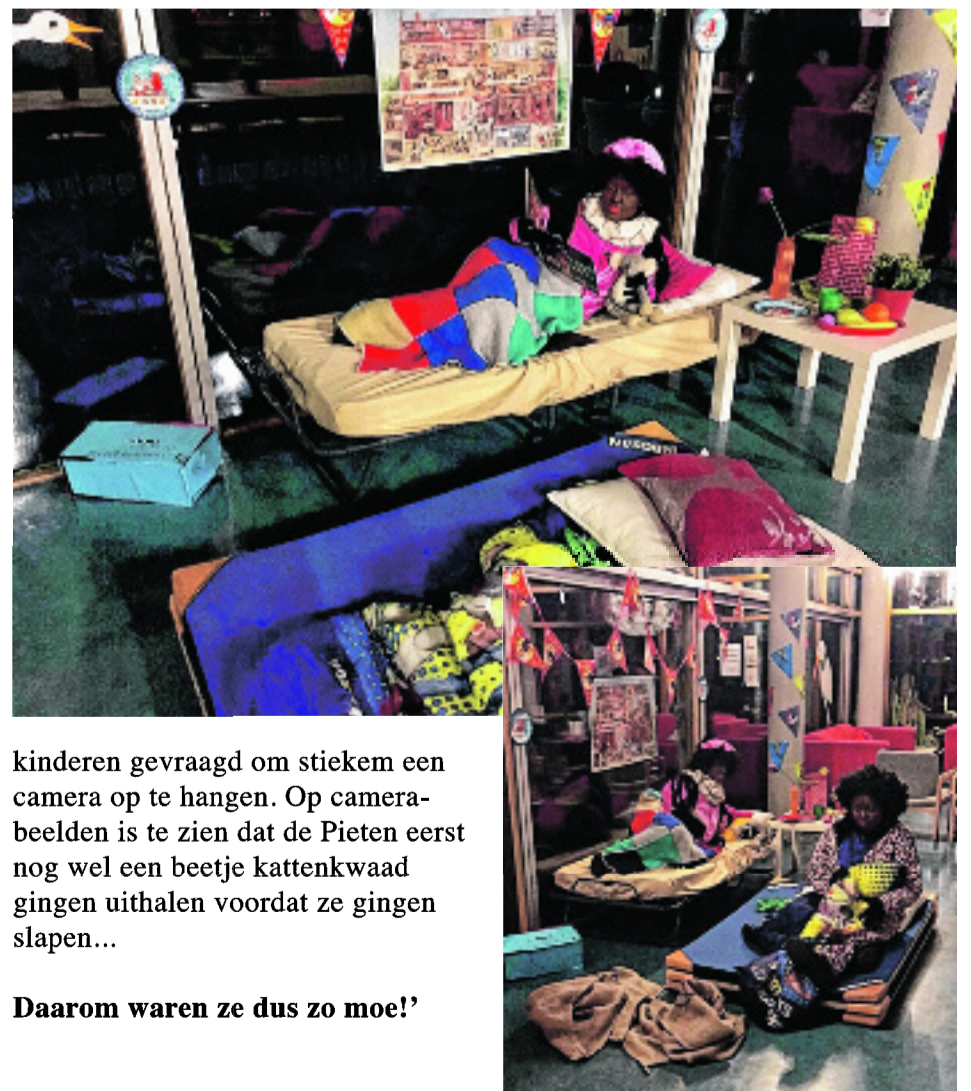 kinderen gevraagd om stiekem een
camera op te hangen. Op camera-
beelden is te zien dat de Pieten eerst
nog wel een beetje kattenkwaad
gingen uithalen voordat ze gingen
slapen...
Daarom waren ze dus zo moe!’